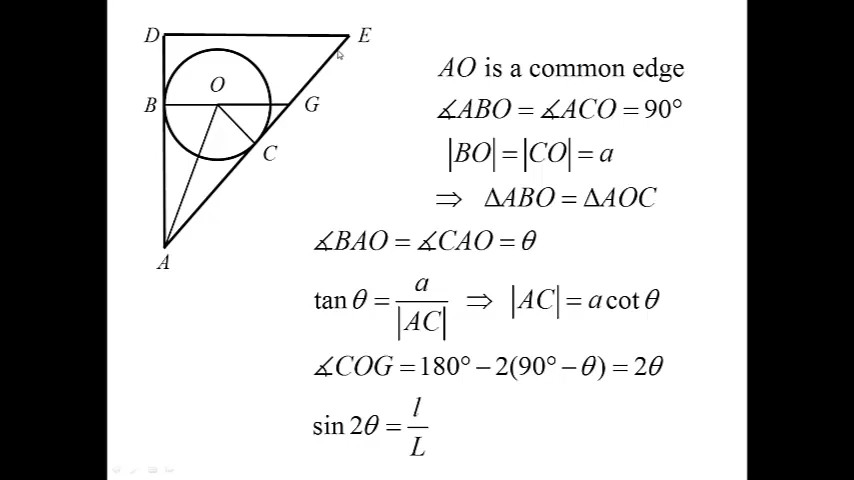 D E
O
B G
C
A
AO is a common edge
∡ABO = ∡ACO = 90°
|BO| = |CO| = a
⇒ ΔABO = ΔAOC
∡BAO = ∡CAO = θ
tan θ = a / |AC| ⇒ |AC| = a cot θ
∡COG = 180° − 2(90° − θ) = 2θ
sin 2θ = l / L